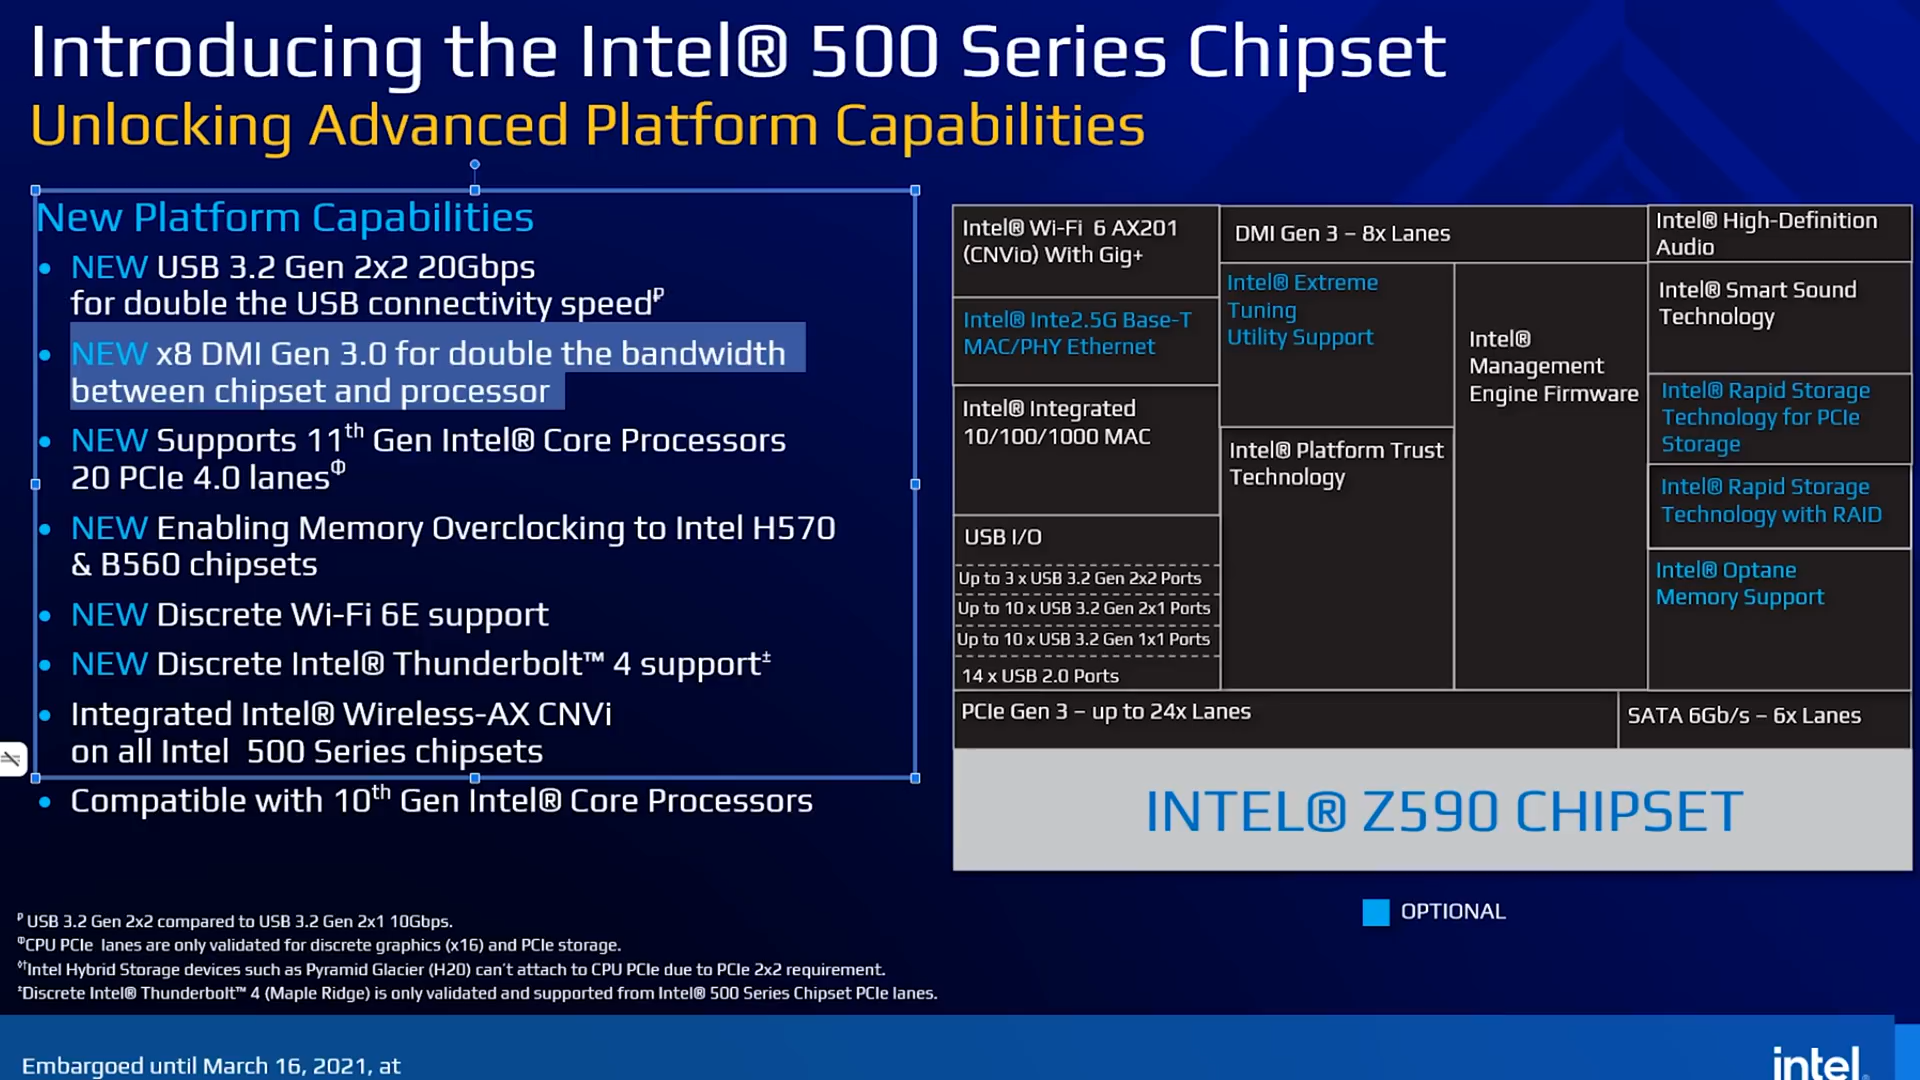 Introducing the Intel® 500 Series Chipset
Unlocking Advanced Platform Capabilities
New Platform Capabilities
• NEW USB 3.2 Gen 2x2 20Gbps
for double the USB connectivity speedᵖ
• NEW x8 DMI Gen 3.0 for double the bandwidth
between chipset and processor
• NEW Supports 11th Gen Intel® Core Processors
20 PCIe 4.0 lanesᶲ
• NEW Enabling Memory Overclocking to Intel H570
& B560 chipsets
• NEW Discrete Wi-Fi 6E support
• NEW Discrete Intel® Thunderbolt™ 4 support‡
• Integrated Intel® Wireless-AX CNVi
on all Intel 500 Series chipsets
• Compatible with 10th Gen Intel® Core Processors
Intel® Wi-Fi 6 AX201
(CNVio) With Gig+
Intel® Inte2.5G Base-T
MAC/PHY Ethernet
Intel® Integrated
10/100/1000 MAC
USB I/O
Up to 3 x USB 3.2 Gen 2x2 Ports
Up to 10 x USB 3.2 Gen 2x1 Ports
Up to 10 x USB 3.2 Gen 1x1 Ports
14 x USB 2.0 Ports
DMI Gen 3 – 8x Lanes
Intel® Extreme
Tuning
Utility Support
Intel® Platform Trust
Technology
Intel®
Management
Engine Firmware
Intel® High-Definition
Audio
Intel® Smart Sound
Technology
Intel® Rapid Storage
Technology for PCIe
Storage
Intel® Rapid Storage
Technology with RAID
Intel® Optane
Memory Support
PCIe Gen 3 – up to 24x Lanes
SATA 6Gb/s – 6x Lanes
INTEL® Z590 CHIPSET
OPTIONAL
ᵖ USB 3.2 Gen 2x2 compared to USB 3.2 Gen 2x1 10Gbps.
ᶲCPU PCIe lanes are only validated for discrete graphics (x16) and PCIe storage.
◊†Intel Hybrid Storage devices such as Pyramid Glacier (H20) can't attach to CPU PCIe due to PCIe 2x2 requirement.
‡Discrete Intel® Thunderbolt™ 4 (Maple Ridge) is only validated and supported from Intel® 500 Series Chipset PCIe lanes.
Embargoed until March 16, 2021, at
intel.